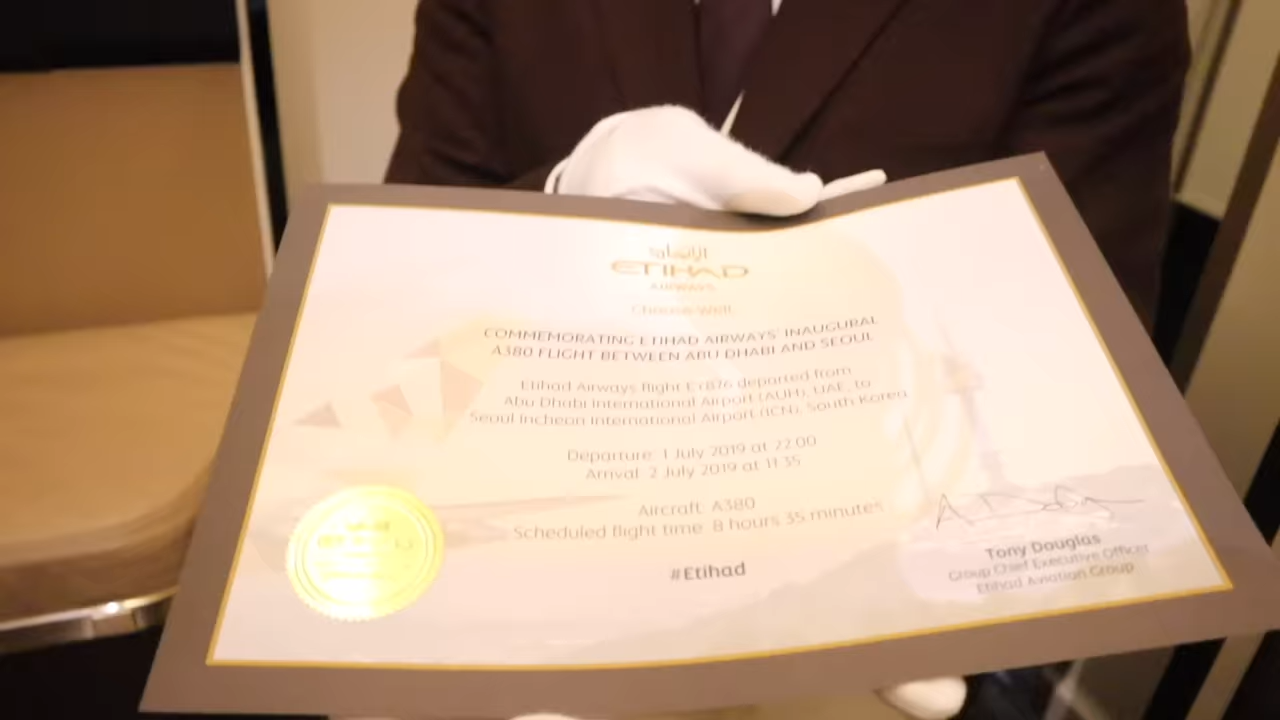 الإتحاد
ETIHAD
AIRWAYS
Choose Well
COMMEMORATING ETIHAD AIRWAYS' INAUGURAL
A380 FLIGHT BETWEEN ABU DHABI AND SEOUL
Etihad Airways flight EY876 departed from
Abu Dhabi International Airport (AUH), UAE, to
Seoul Incheon International Airport (ICN), South Korea
Departure: 1 July 2019 at 22:00
Arrival: 2 July 2019 at 11:35
Aircraft: A380
Scheduled flight time: 8 hours 35 minutes
#Etihad
Tony Douglas
Group Chief Executive Officer
Etihad Aviation Group